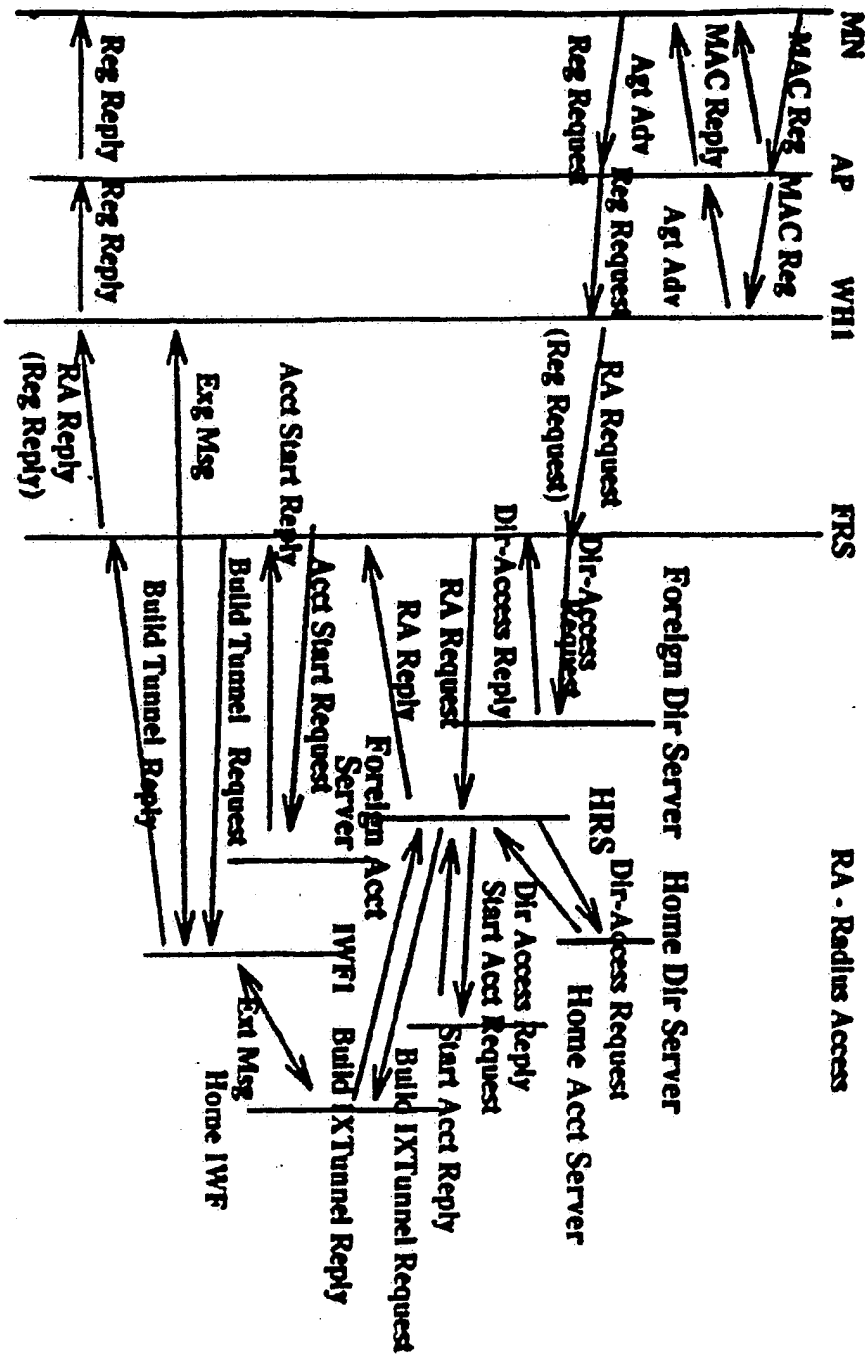 RA - Radius Access
MN
AP
WH1
FRS
Foreign Dir Server
Home Dir Server
MAC Reg
MAC Reg
MAC Reply
Agt Adv
Agt Adv
Reg Request
Reg Request
RA Request
(Reg Request)
Dir-Access
Request
Dir-Access Reply
HRS
Dir-Access Request
Dir Access Reply
Home Acct Server
RA Request
Start Acct Request
Start Acct Reply
RA Reply
Build IXTunnel Request
Build IXTunnel Reply
Foreign Acct
Server
Acct Start Request
Acct Start Reply
IWF1
Home IWF
Build Tunnel Request
Exg Msg
Ext Msg
Build Tunnel Reply
RA Reply
(Reg Reply)
Reg Reply
Reg Reply